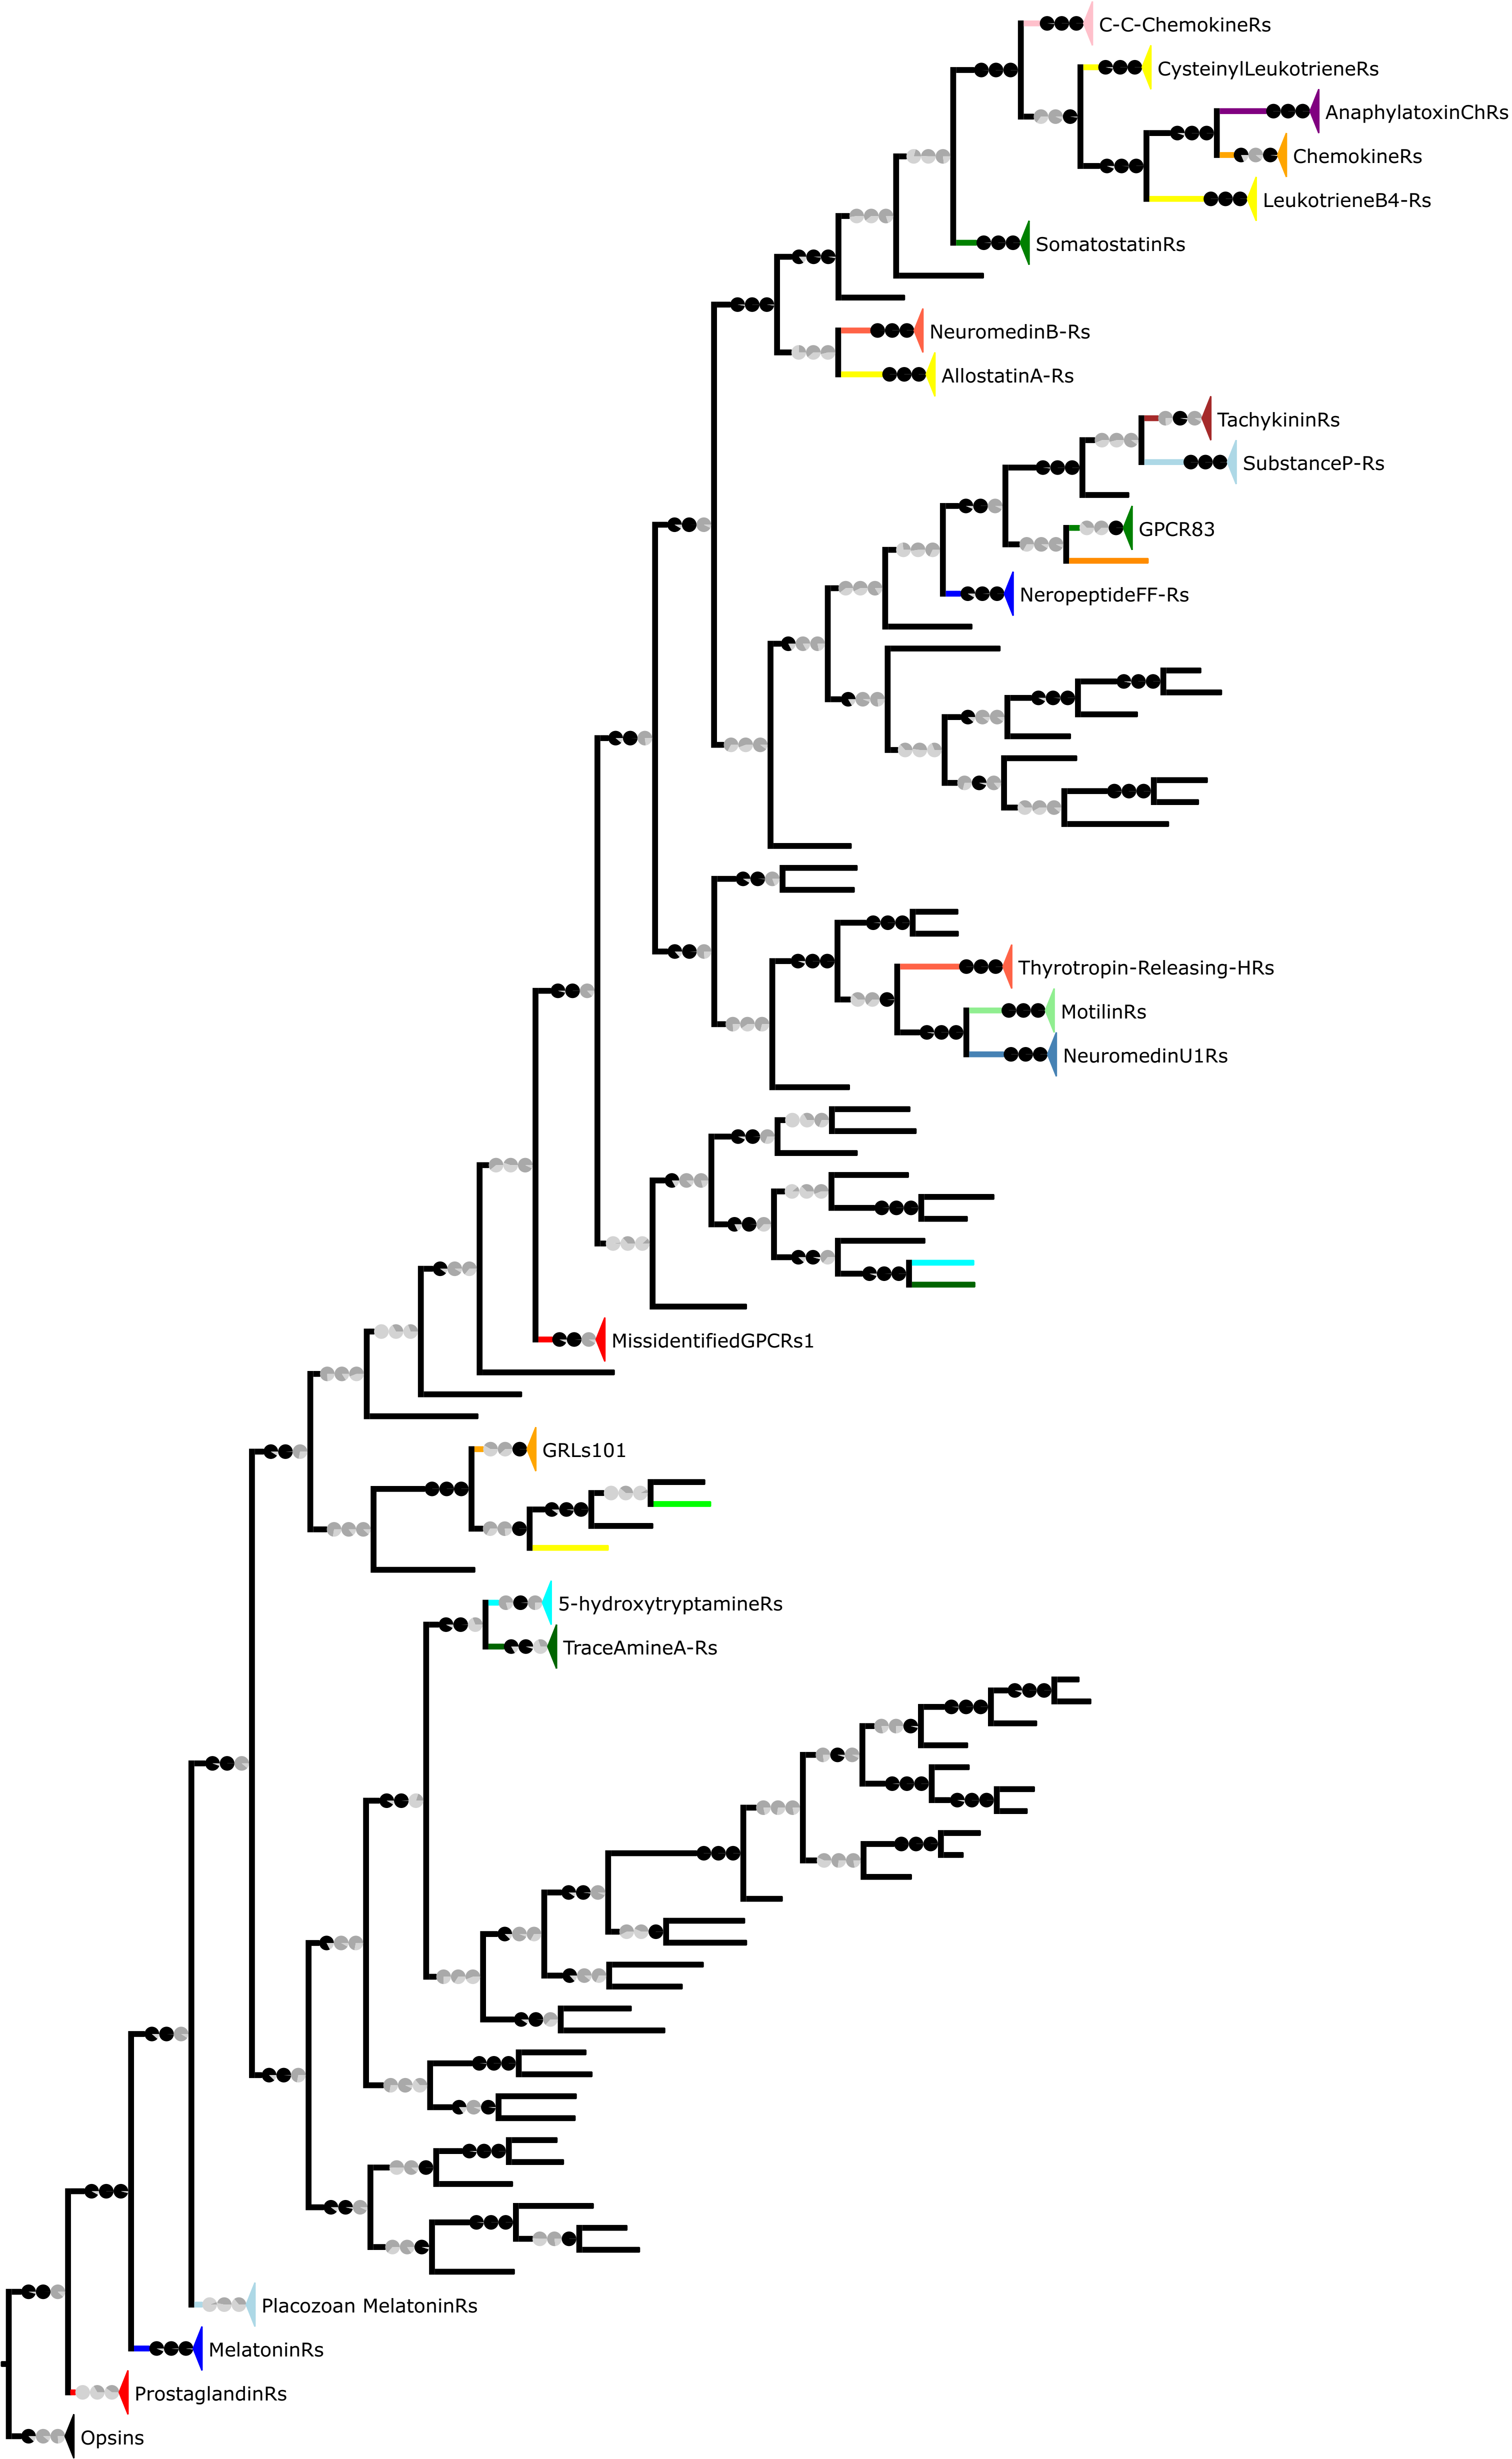 C-C-ChemokineRs
CysteinylLeukotrieneRs
AnaphylatoxinChRs
ChemokineRs
LeukotrieneB4-Rs
SomatostatinRs
NeuromedinB-Rs
AllostatinA-Rs
TachykininRs
SubstanceP-Rs
GPCR83
NeropeptideFF-Rs
Thyrotropin-Releasing-HRs
MotilinRs
NeuromedinU1Rs
MissidentifiedGPCRs1
GRLs101
5-hydroxytryptamineRs
TraceAmineA-Rs
Placozoan MelatoninRs
MelatoninRs
ProstaglandinRs
Opsins